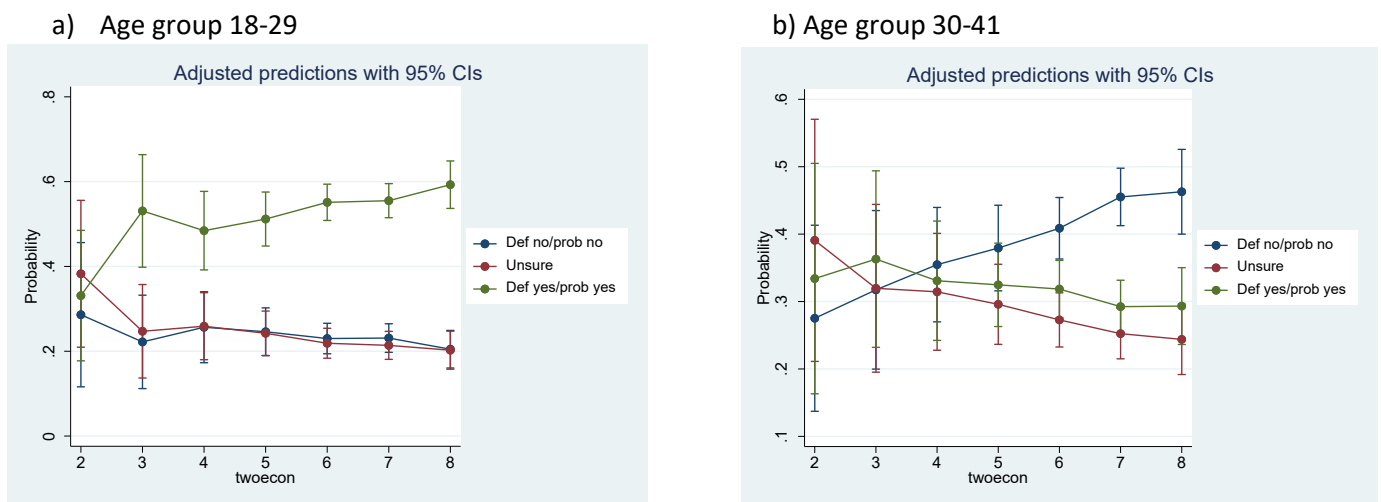 a) Age group 18-29
Adjusted predictions with 95% CIs
.8
.6
.4
.2
0
Probability
2 3 4 5 6 7 8
twoecon
Def no/prob no
Unsure
Def yes/prob yes
b) Age group 30-41
Adjusted predictions with 95% CIs
.6
.5
.4
.3
.2
.1
Probability
2 3 4 5 6 7 8
twoecon
Def no/prob no
Unsure
Def yes/prob yes